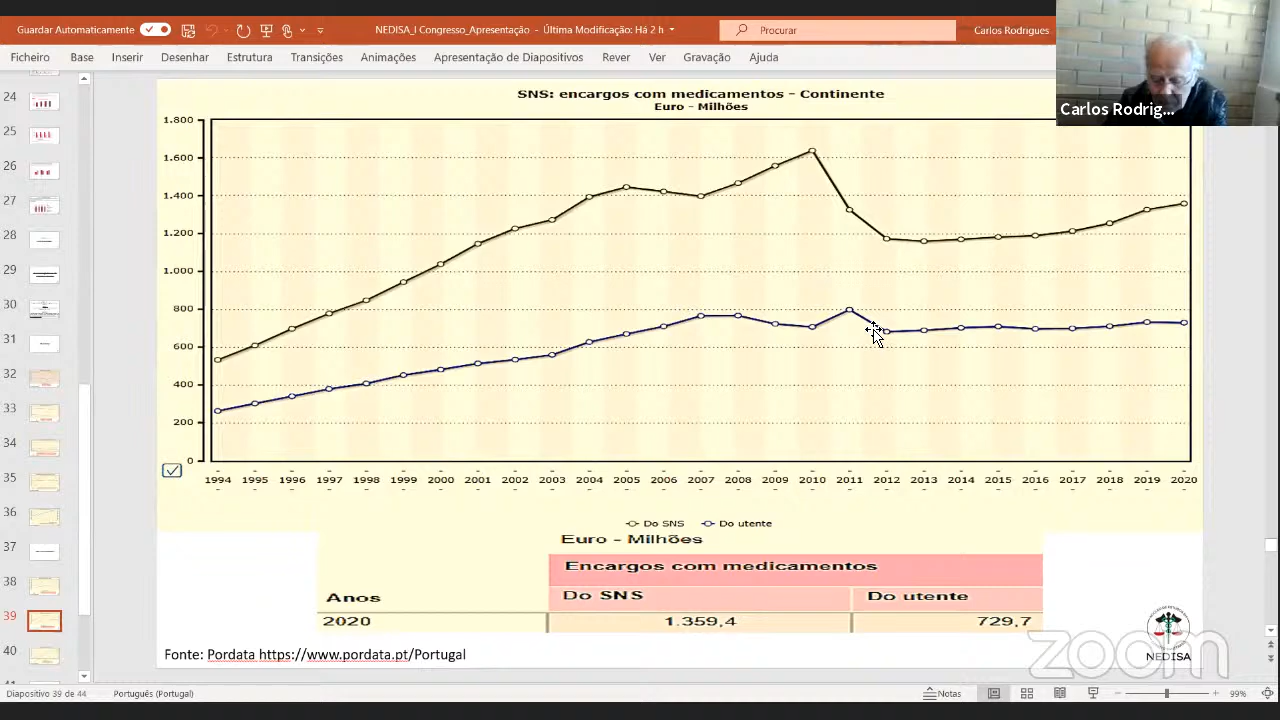 Guardar Automaticamente
NEDISA_I Congresso_Apresentação - Última Modificação: Há 2 h
Procurar
Carlos Rodrigues
Ficheiro Base Inserir Desenhar Estrutura Transições Animações Apresentação de Diapositivos Rever Ver Gravação Ajuda
Carlos Rodrig...
24
25
26
27
28
29
30
31
32
33
34
35
36
37
38
39
40
SNS: encargos com medicamentos - Continente
Euro - Milhões
1.800
1.600
1.400
1.200
1.000
800
600
400
200
0
1994 1995 1996 1997 1998 1999 2000 2001 2002 2003 2004 2005 2006 2007 2008 2009 2010 2011 2012 2013 2014 2015 2016 2017 2018 2019 2020
Do SNS Do utente
Euro - Milhões
Encargos com medicamentos
Anos Do SNS Do utente
2020 1.359,4 729,7
Fonte: Pordata https://www.pordata.pt/Portugal
NEDISA
zoom
Diapositivo 39 de 44 Português (Portugal) Notas 99%